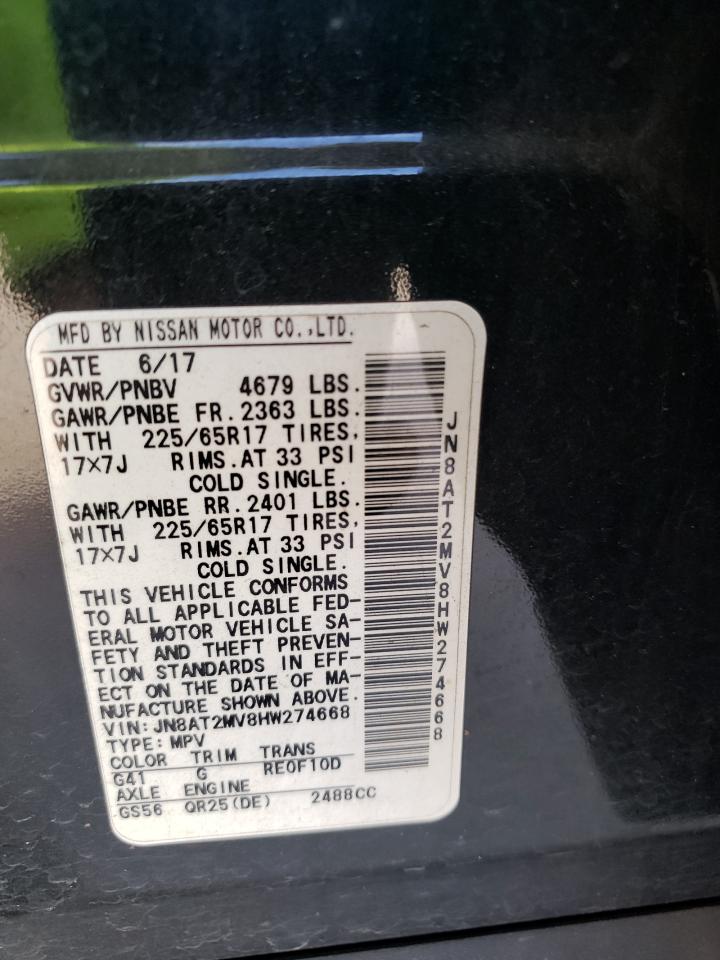 MFD BY NISSAN MOTOR CO.,LTD.
DATE 6/17
GVWR/PNBV 4679 LBS.
GAWR/PNBE FR. 2363 LBS.
WITH 225/65R17 TIRES,
17×7J RIMS.AT 33 PSI
COLD SINGLE.
GAWR/PNBE RR. 2401 LBS.
WITH 225/65R17 TIRES,
17×7J RIMS.AT 33 PSI
COLD SINGLE.
THIS VEHICLE CONFORMS
TO ALL APPLICABLE FED-
ERAL MOTOR VEHICLE SA-
FETY AND THEFT PREVEN-
TION STANDARDS IN EFF-
ECT ON THE DATE OF MA-
NUFACTURE SHOWN ABOVE.
VIN:JN8AT2MV8HW274668
TYPE:MPV
COLOR TRIM TRANS
G41 G RE0F10D
AXLE ENGINE
GS56 QR25(DE) 2488CC
JN8AT2MV8HW274668